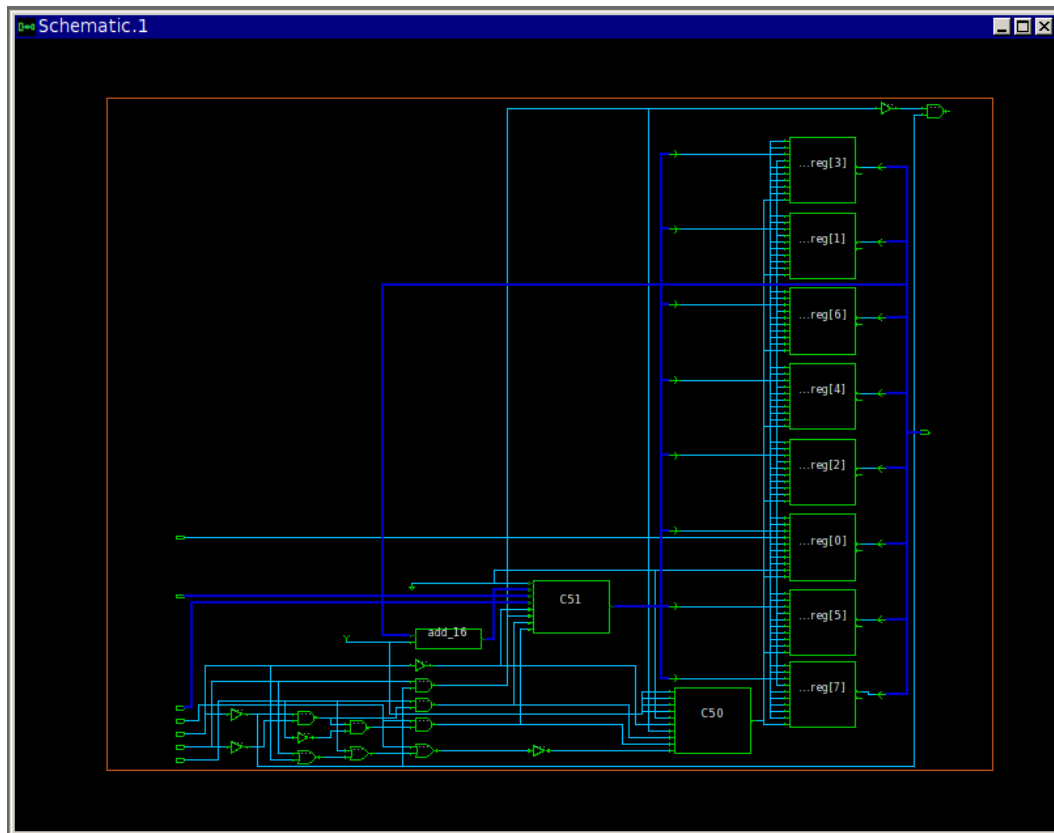 Schematic.1
...reg[3]
...reg[1]
...reg[6]
...reg[4]
...reg[2]
...reg[0]
C51
...reg[5]
add_16
...reg[7]
C50